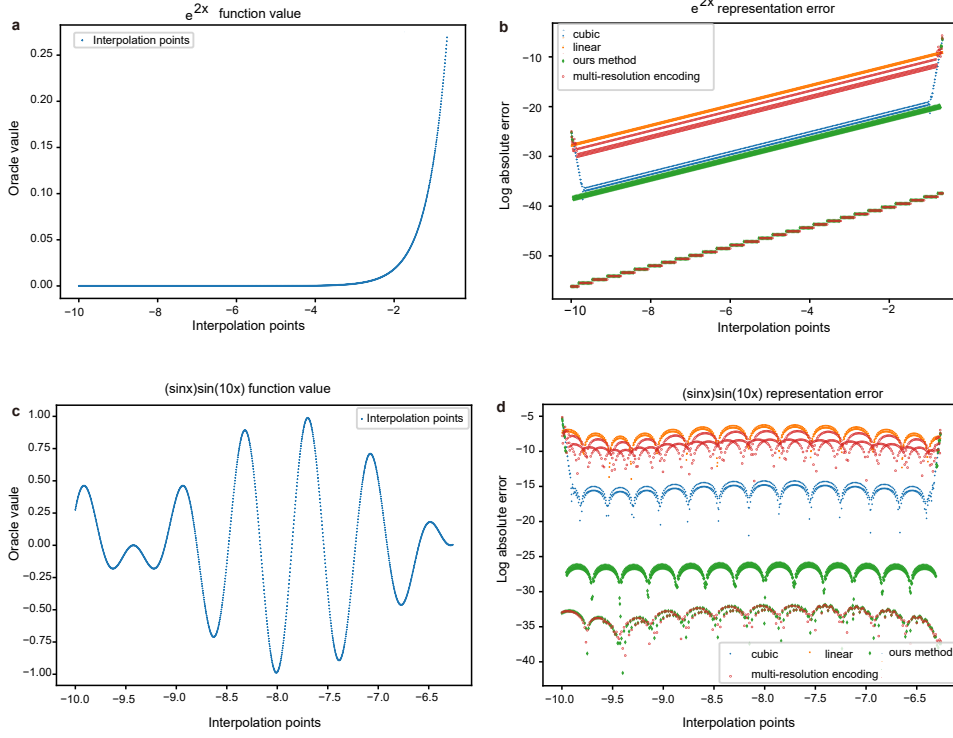 a
e2x function value
Interpolation points
Oracle vaule
0.25
0.20
0.15
0.10
0.05
0.00
−10
−8
−6
−4
−2
Interpolation points
b
e2x representation error
cubic
linear
ours method
multi-resolution encoding
Log absolute error
−10
−20
−30
−40
−50
−10
−8
−6
−4
−2
Interpolation points
c
(sinx)sin(10x) function value
Interpolation points
Oracle vaule
1.00
0.75
0.50
0.25
0.00
−0.25
−0.50
−0.75
−1.00
−10.0
−9.5
−9.0
−8.5
−8.0
−7.5
−7.0
−6.5
Interpolation points
d
(sinx)sin(10x) representation error
Log absolute error
−5
−10
−15
−20
−25
−30
−35
−40
cubic linear ours method
multi-resolution encoding
−10.0
−9.5
−9.0
−8.5
−8.0
−7.5
−7.0
−6.5
Interpolation points